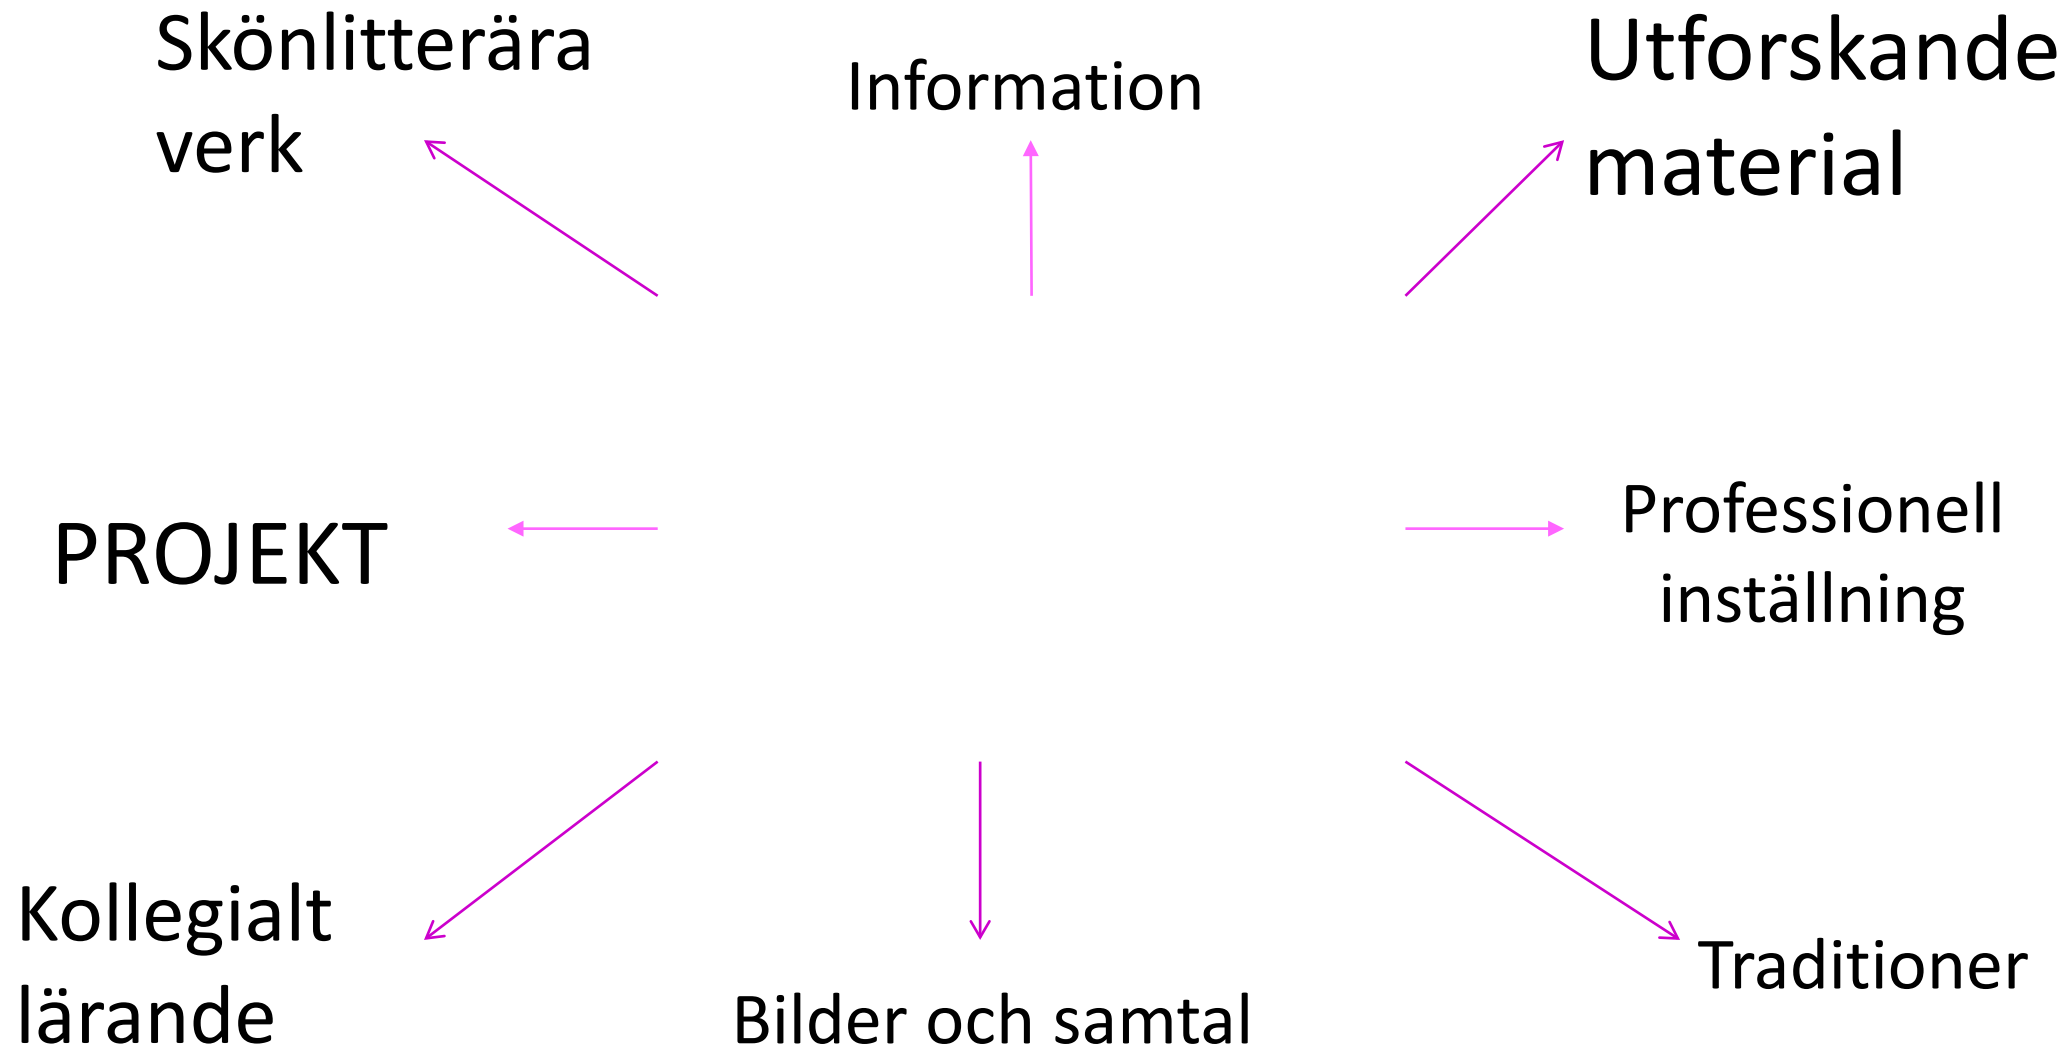 Skönlitterära
verk
Information
Utforskande
material
PROJEKT
Professionell
inställning
Kollegialt
lärande
Bilder och samtal
Traditioner